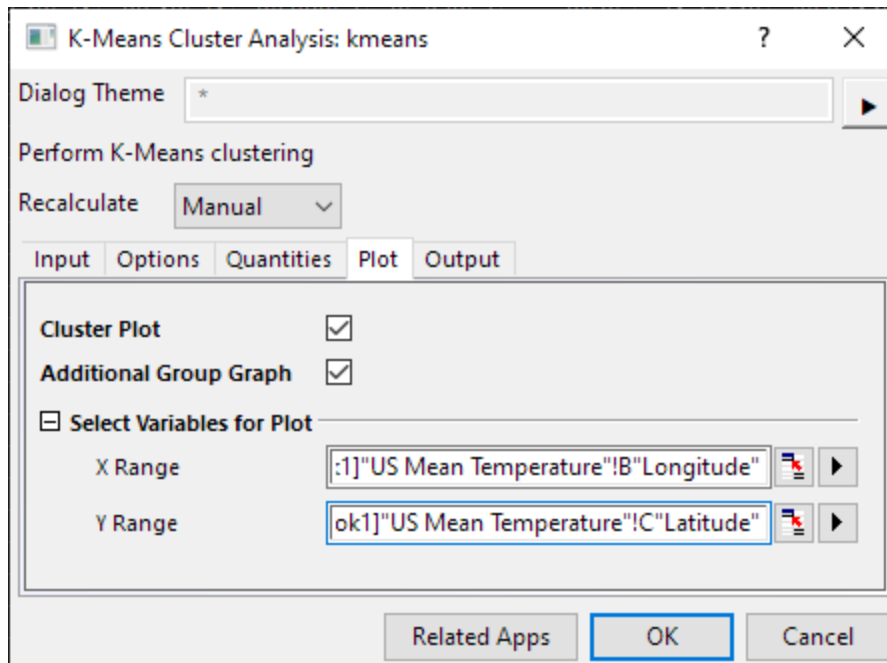 K-Means Cluster Analysis: kmeans ? X
Dialog Theme *
Perform K-Means clustering
Recalculate Manual
Input Options Quantities Plot Output
Cluster Plot
Additional Group Graph
Select Variables for Plot
X Range :1]"US Mean Temperature"!B"Longitude"
Y Range ok1]"US Mean Temperature"!C"Latitude"
Related Apps OK Cancel